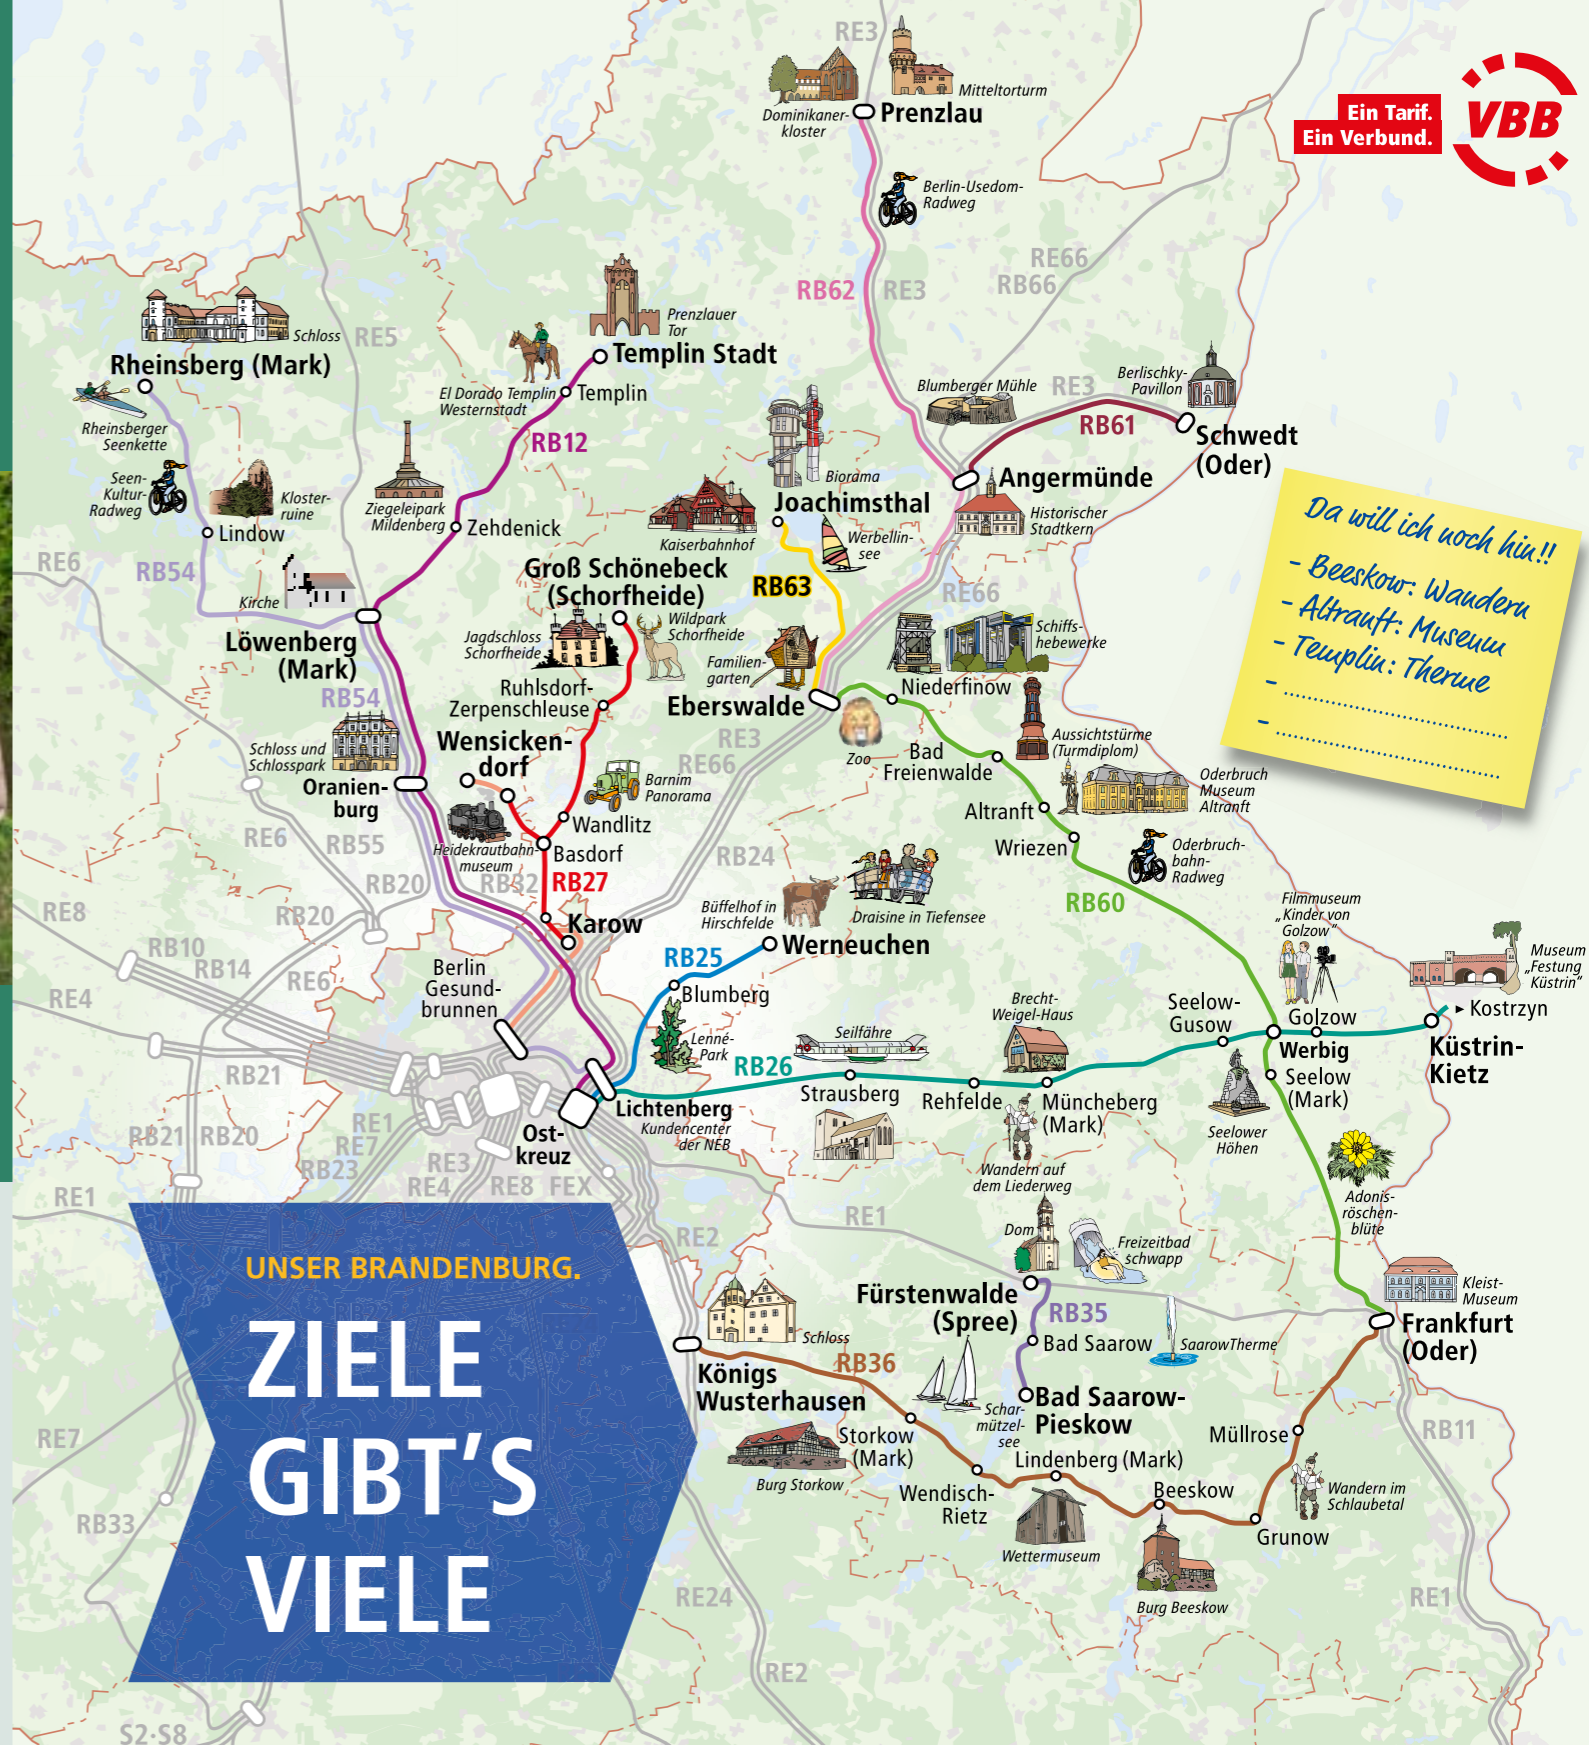 RE3
Mitteltorturm
Dominikaner-
kloster
Prenzlau
Ein Tarif.
Ein Verbund.
VBB
Berlin-Usedom-
Radweg
RE66
RB66
RB62
RE3
Prenzlauer
Tor
Templin Stadt
Schloss
Rheinsberg (Mark)
RE5
El Dorado Templin
Westernstadt
Templin
Rheinsberger
Seenkette
RB12
Blumberger Mühle
RE3
Berlischky-
Pavillon
RB61
Schwedt
(Oder)
Seen-
Kultur-
Radweg
Kloster-
ruine
Lindow
Ziegeleipark
Mildenberg
Zehdenick
Biorama
Joachimsthal
Angermünde
Historischer
Stadtkern
Kaiserbahnhof
Werbellin-
see
Da will ich noch hin!!
- Beeskow: Wandern
- Altranft: Museum
- Templin: Therme
- ................................
- ................................
RE6
RB54
Kirche
Groß Schönebeck
(Schorfheide)
RB63
RE66
Löwenberg
(Mark)
Jagdschloss
Schorfheide
Wildpark
Schorfheide
Familien-
garten
Schiffs-
hebewerke
RB54
Ruhlsdorf-
Zerpenschleuse
Eberswalde
Niederfinow
Schloss und
Schlosspark
Oranien-
burg
Wensicken-
dorf
RE3
RE66
Zoo
Bad
Freienwalde
Aussichtstürme
(Turmdiplom)
Barnim
Panorama
Oderbruch
Museum
Altranft
Altranft
Wandlitz
Heidekrautbahn-
museum
Basdorf
RE6
RB55
RB24
Wriezen
Oderbruch-
bahn-
Radweg
RB20
RB32
RB27
RB60
RE8
RB20
Karow
Büffelhof in
Hirschfelde
Draisine in Tiefensee
Filmmuseum
„Kinder von
Golzow“
RB10
RB14
RE6
Werneuchen
RB25
Museum
„Festung
Küstrin“
RE4
Berlin
Gesund-
brunnen
Blumberg
Brecht-
Weigel-Haus
Seelow-
Gusow
Golzow
Kostrzyn
Lenné-
Park
Seilfähre
Werbig
Küstrin-
Kietz
RB21
RB26
Strausberg
Rehfelde
Müncheberg
(Mark)
Seelow
(Mark)
Lichtenberg
Kundencenter
der NEB
Ost-
kreuz
RB21
RB20
RE1
RE7
RB23
RE3
RE4
RE8
FEX
Seelower
Höhen
Wandern auf
dem Liederweg
Adonis-
röschen-
blüte
RE1
RE2
RE1
Dom
Freizeitbad
schwapp
UNSER BRANDENBURG.
ZIELE
GIBT’S
VIELE
RB22
Fürstenwalde
(Spree)
RB35
Kleist-
Museum
Frankfurt
(Oder)
Schloss
Königs
Wusterhausen
RB36
Bad Saarow
SaarowTherme
Bad Saarow-
Pieskow
Schar-
mützel-
see
RE7
Burg Storkow
Storkow
(Mark)
Lindenberg (Mark)
Müllrose
RB11
Wendisch-
Rietz
Beeskow
Wandern im
Schlaubetal
RB33
Wettermuseum
Grunow
RE24
Burg Beeskow
RE1
RE2
S2·S8